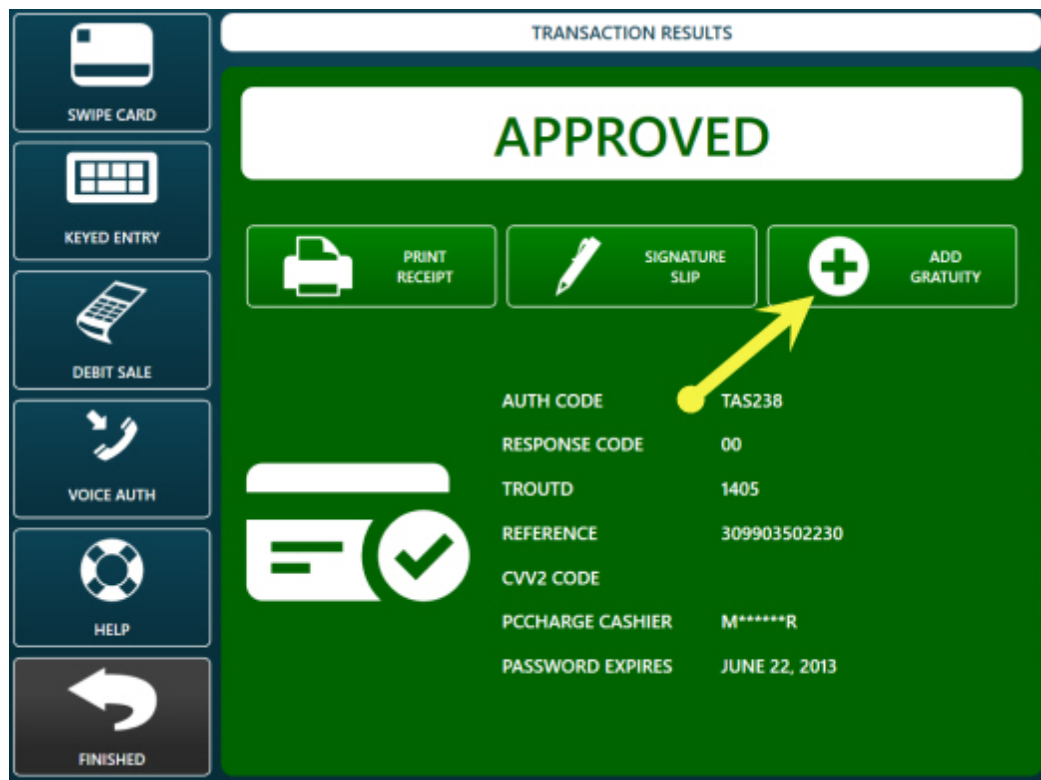 SWIPE CARD
KEYED ENTRY
DEBIT SALE
VOICE AUTH
HELP
FINISHED
TRANSACTION RESULTS
APPROVED
PRINT
RECEIPT
SIGNATURE
SLIP
ADD
GRATUITY
AUTH CODE TAS238
RESPONSE CODE 00
TROUTD 1405
REFERENCE 309903502230
CVV2 CODE
PCCHARGE CASHIER M******R
PASSWORD EXPIRES JUNE 22, 2013